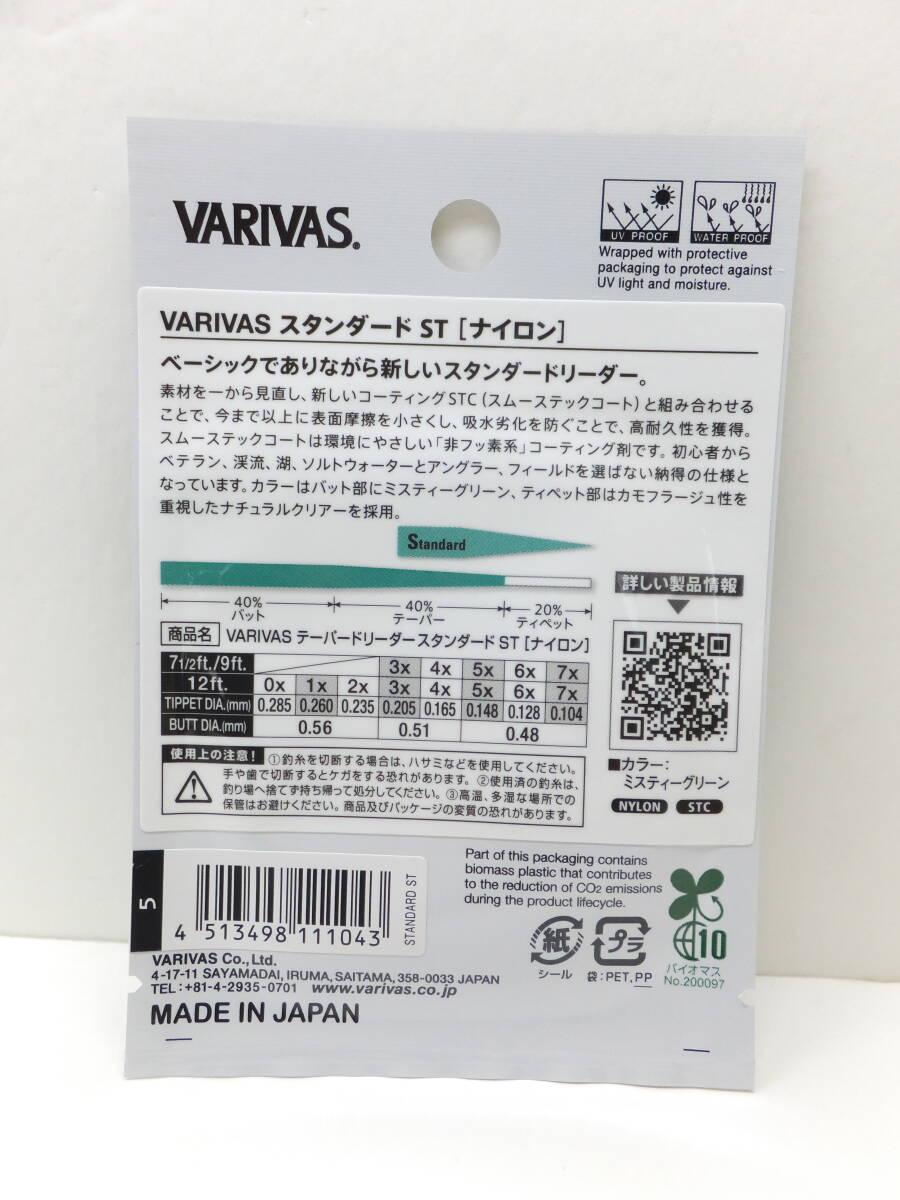 VARIVAS®
UV PROOF
WATER PROOF
Wrapped with protective
packaging to protect against
UV light and moisture.
VARIVAS スタンダード ST [ナイロン]
ベーシックでありながら新しいスタンダードリーダー。
素材を一から見直し、新しいコーティングSTC(スムーステックコート)と組み合わせる
ことで、今まで以上に表面摩擦を小さくし、吸水劣化を防ぐことで、高耐久性を獲得。
スムーステックコートは環境にやさしい「非フッ素系」コーティング剤です。初心者から
ベテラン、渓流、湖、ソルトウォーターとアングラー、フィールドを選ばない納得の仕様と
なっています。カラーはバット部にミスティーグリーン、ティペット部はカモフラージュ性を
重視したナチュラルクリアーを採用。
Standard
40% 40% 20%
バット テーパー ティペット
商品名 VARIVAS テーパードリーダー スタンダード ST [ナイロン]
7 1/2ft./9ft. 3x 4x 5x 6x 7x
12ft. 0x 1x 2x 3x 4x 5x 6x 7x
TIPPET DIA.(mm) 0.285 0.260 0.235 0.205 0.165 0.148 0.128 0.104
BUTT DIA.(mm) 0.56 0.51 0.48
使用上の注意! ①釣糸を切断する場合は、ハサミなどを使用してください。
手や歯で切断するとケガをする恐れがあります。②使用済の釣糸は、
釣り場へ捨てず持ち帰って処分してください。③高温、多湿な場所での
保管はお避けください。商品及びパッケージの変質の恐れがあります。
詳しい製品情報
■カラー:
ミスティーグリーン
NYLON STC
5
4 513498 111043
STANDARD ST
Part of this packaging contains
biomass plastic that contributes
to the reduction of CO2 emissions
during the product lifecycle.
紙
シール
プラ
袋:PET,PP
10
バイオマス
No.200097
VARIVAS Co.,Ltd.
4-17-11 SAYAMADAI, IRUMA, SAITAMA, 358-0033 JAPAN
TEL:+81-4-2935-0701 www.varivas.co.jp
MADE IN JAPAN